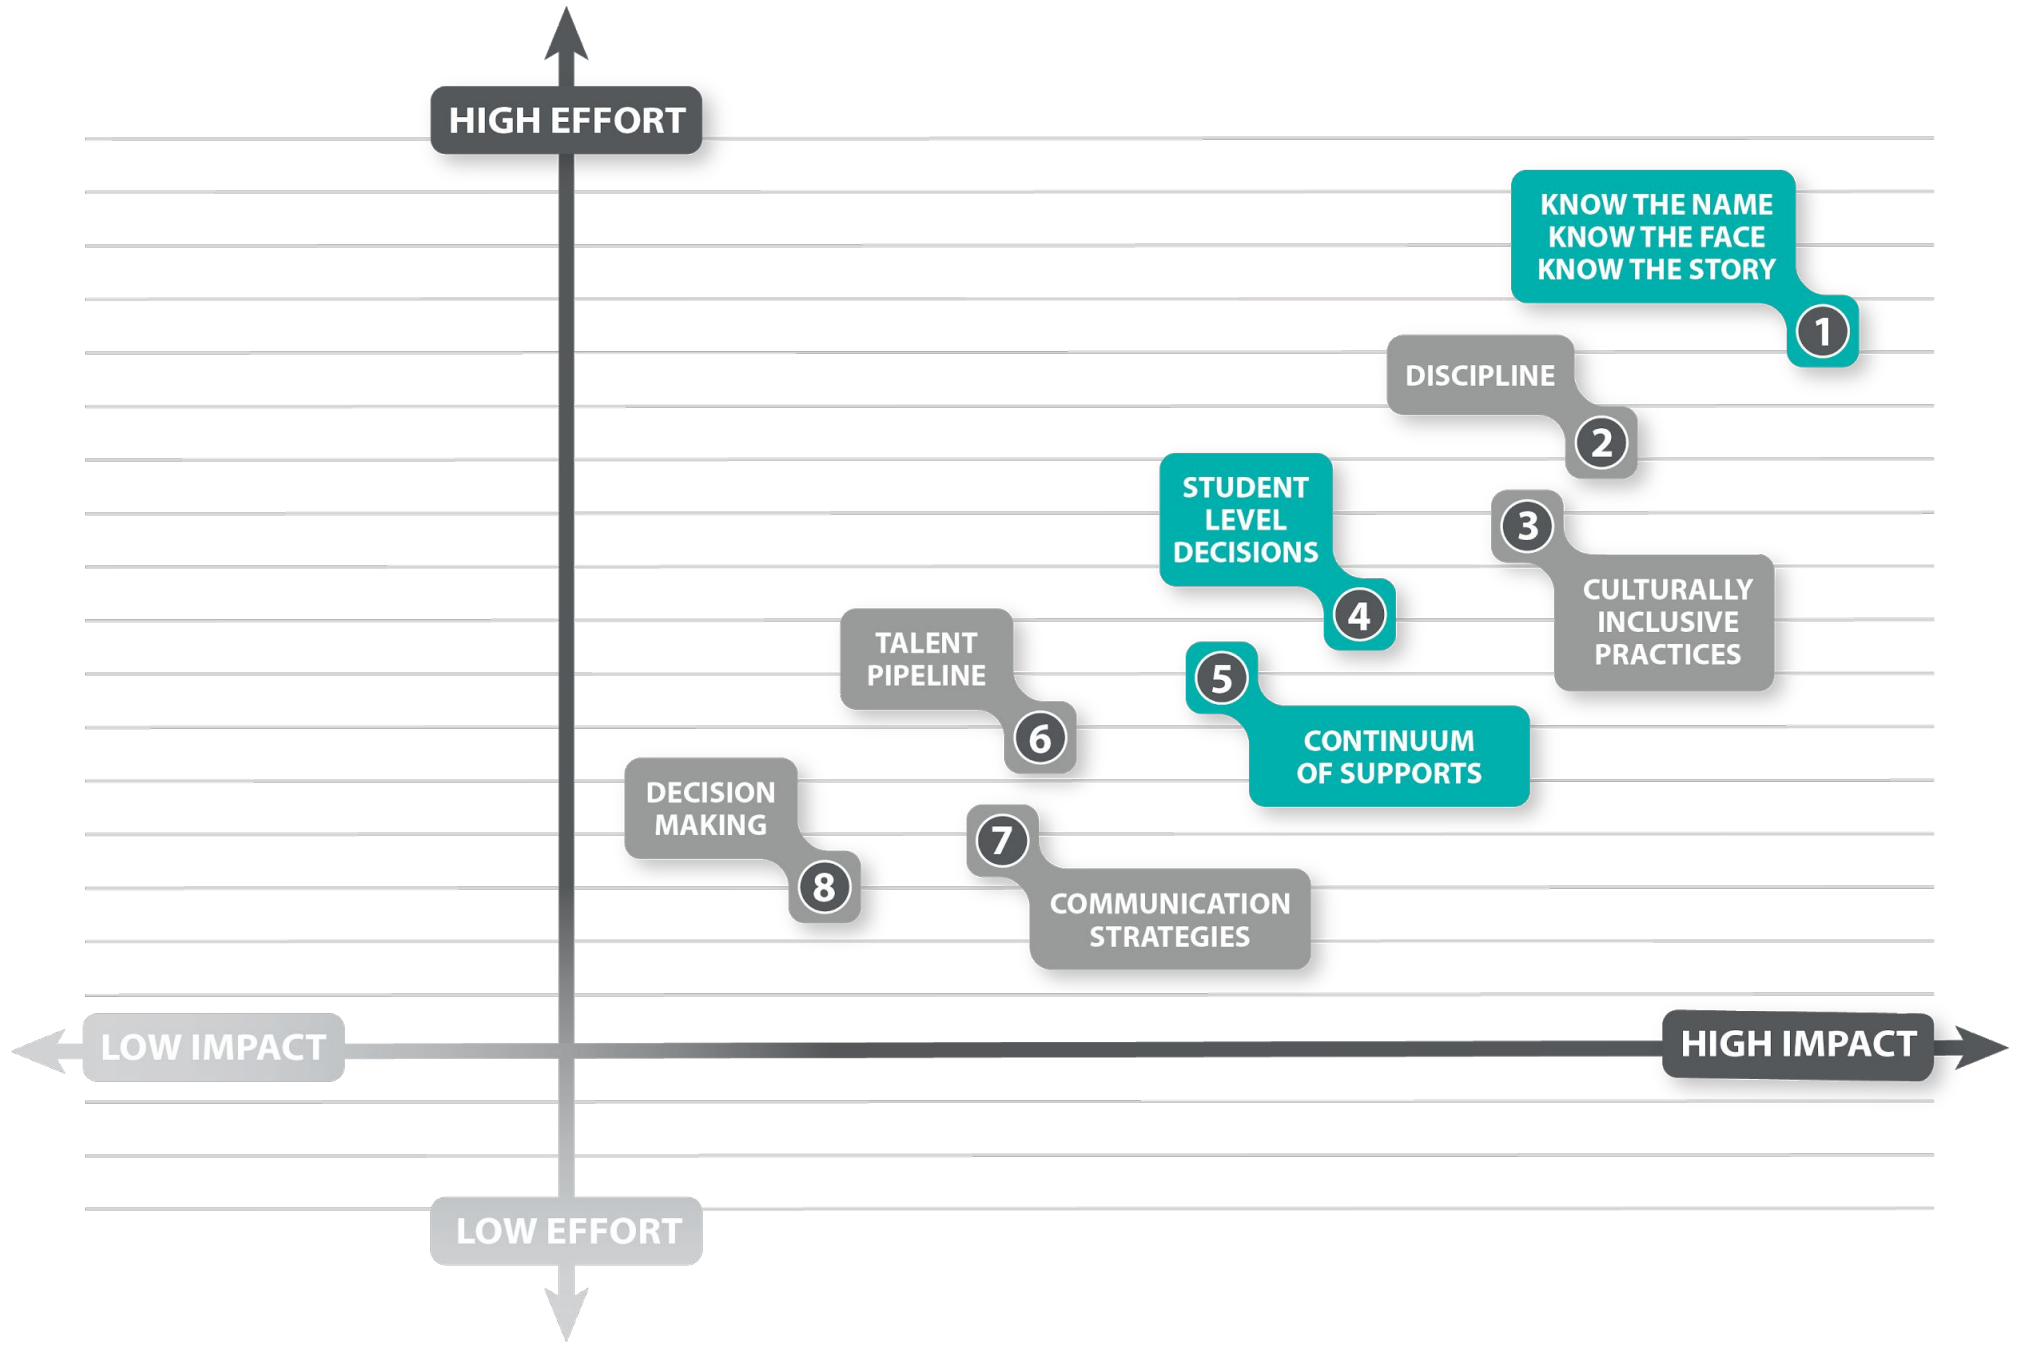 HIGH EFFORT
KNOW THE NAME
KNOW THE FACE
KNOW THE STORY
1
DISCIPLINE
2
STUDENT
LEVEL
DECISIONS
4
3
CULTURALLY
INCLUSIVE
PRACTICES
TALENT
PIPELINE
6
5
CONTINUUM
OF SUPPORTS
DECISION
MAKING
8
7
COMMUNICATION
STRATEGIES
LOW IMPACT
HIGH IMPACT
LOW EFFORT